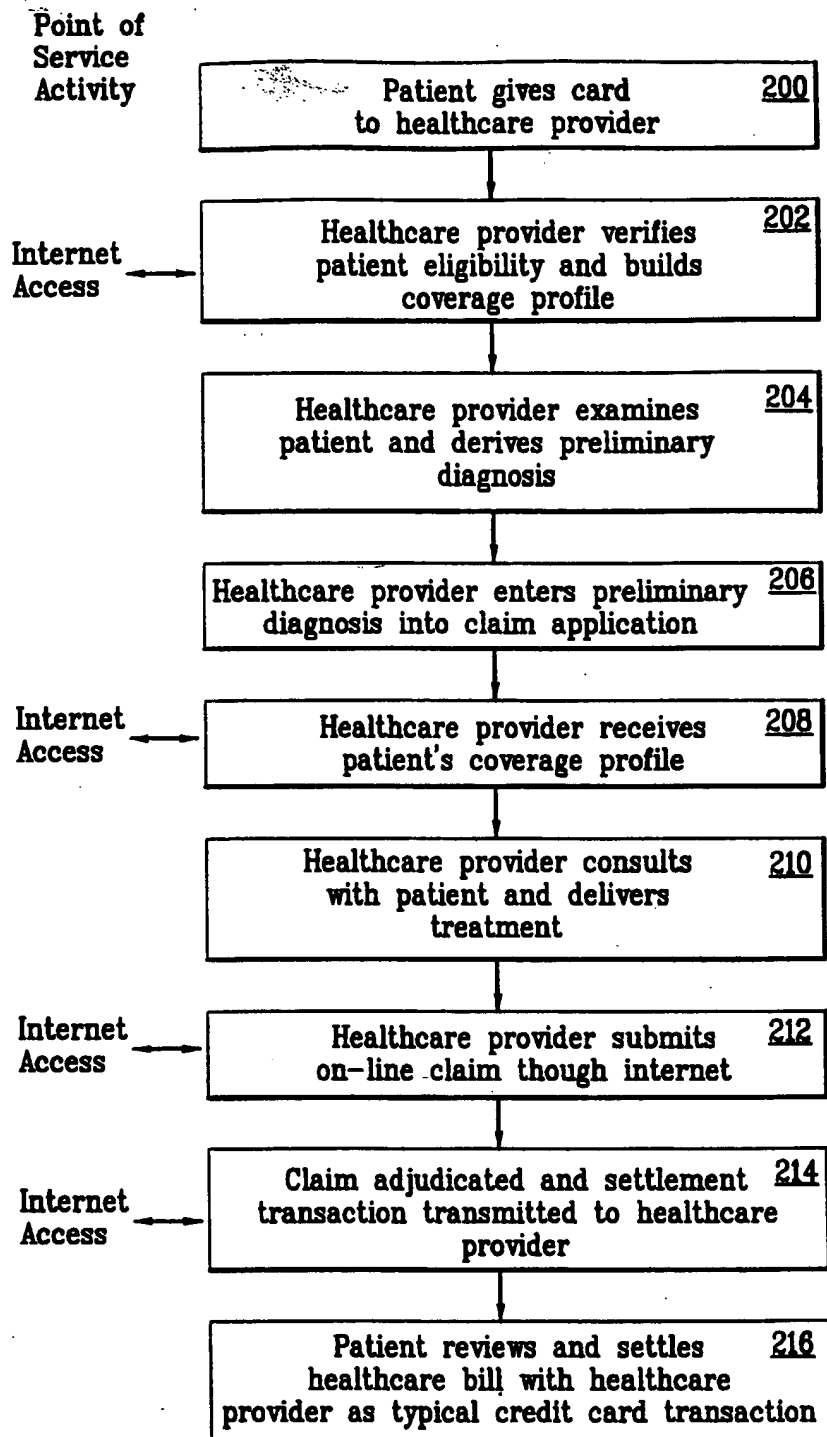 Point of
Service
Activity
Patient gives card
to healthcare provider
200
Internet
Access
Healthcare provider verifies
patient eligibility and builds
coverage profile
202
Healthcare provider examines
patient and derives preliminary
diagnosis
204
Healthcare provider enters preliminary
diagnosis into claim application
206
Internet
Access
Healthcare provider receives
patient's coverage profile
208
Healthcare provider consults
with patient and delivers
treatment
210
Internet
Access
Healthcare provider submits
on-line claim though internet
212
Internet
Access
Claim adjudicated and settlement
transaction transmitted to healthcare
provider
214
Patient reviews and settles
healthcare bill with healthcare
provider as typical credit card transaction
216